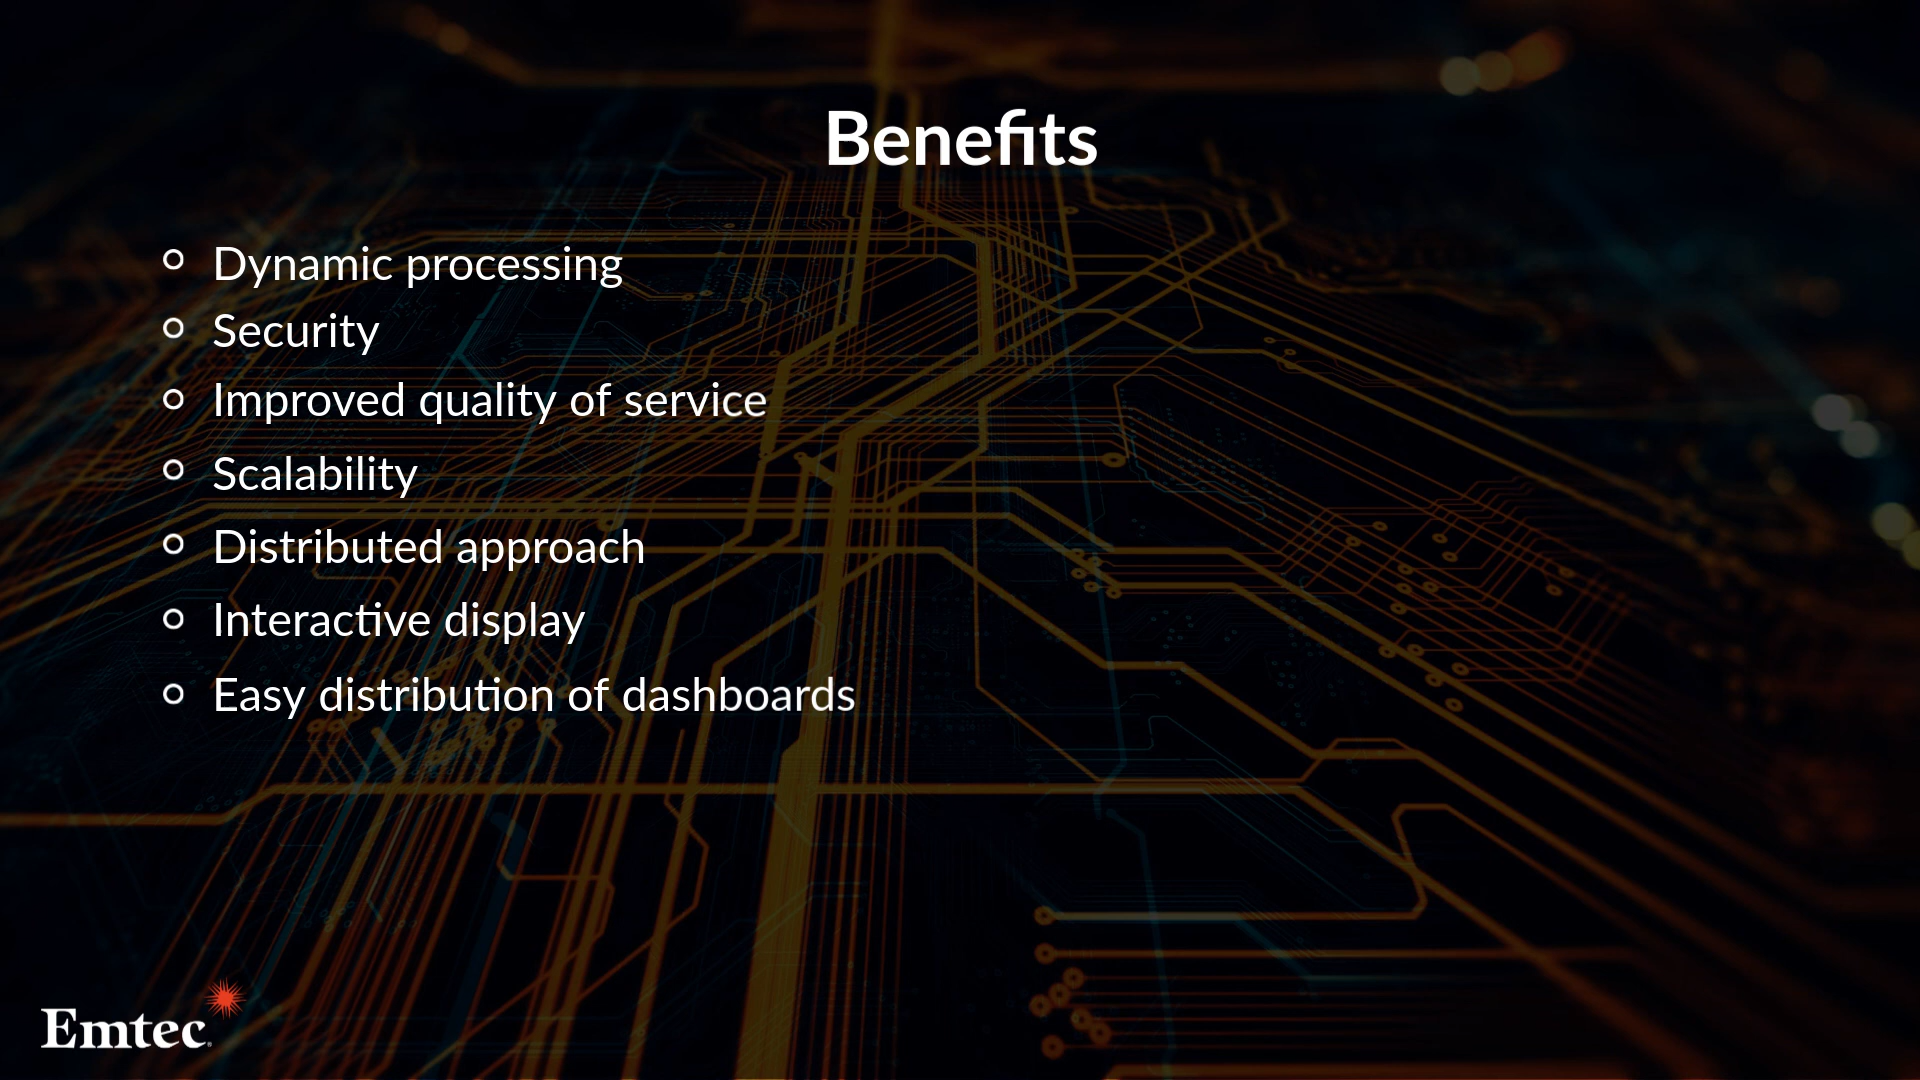 Benefits
Dynamic processing
Security
Improved quality of service
Scalability
Distributed approach
Interactive display
Easy distribution of dashboards
Emtec